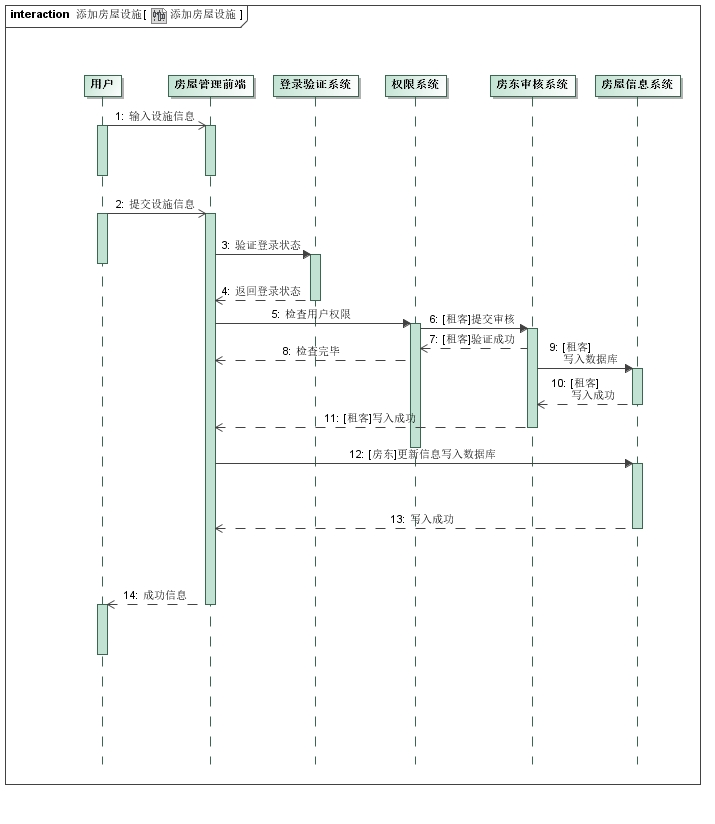 interaction 添加房屋设施[ 添加房屋设施 ]
用户 房屋管理前端 登录验证系统 权限系统 房东审核系统 房屋信息系统
1: 输入设施信息
2: 提交设施信息
3: 验证登录状态
4: 返回登录状态
5: 检查用户权限
6: [租客]提交审核
7: [租客]验证成功
8: 检查完毕
9: [租客]
写入数据库
10: [租客]
写入成功
11: [租客]写入成功
12: [房东]更新信息写入数据库
13: 写入成功
14: 成功信息